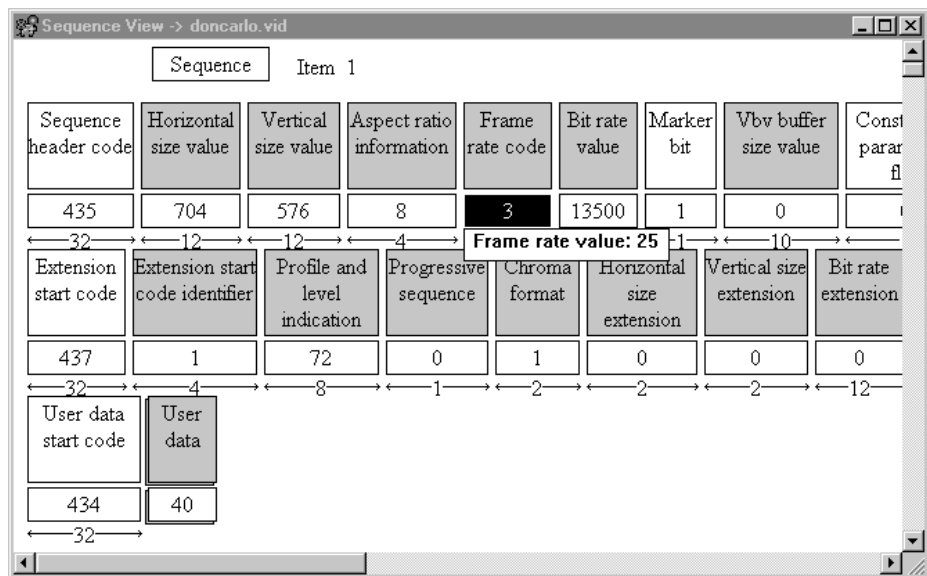 Sequence View -> doncarlo.vid
Sequence Item 1
Sequence Horizontal Vertical Aspect ratio Frame Bit rate Marker Vbv buffer Const
header code size value size value information rate code value bit size value paran
fl
435 704 576 8 3 13500 1 0
32 12 12 4 1 10
Frame rate value: 25
Extension Extension start Profile and Progressive Chroma Horizontal Vertical size Bit rate
start code code identifier level sequence format size extension extension
indication extension
437 1 72 0 1 0 0 0
32 4 8 1 2 2 2 12
User data User
start code data
434 40
32